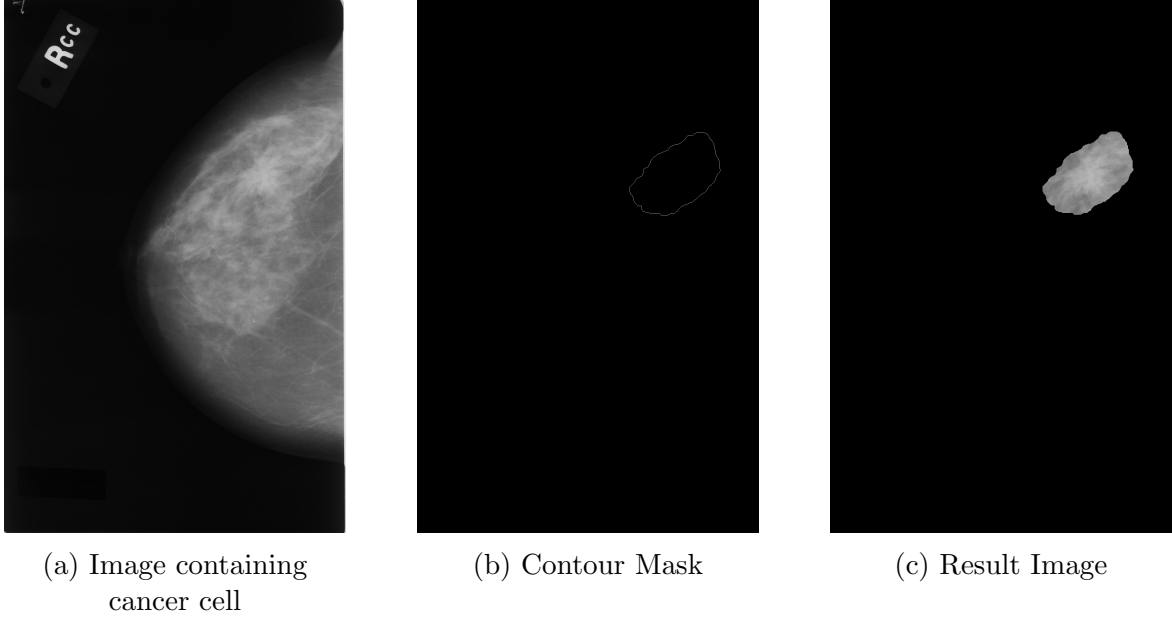 Rcc
(a) Image containing
cancer cell
(b) Contour Mask
(c) Result Image